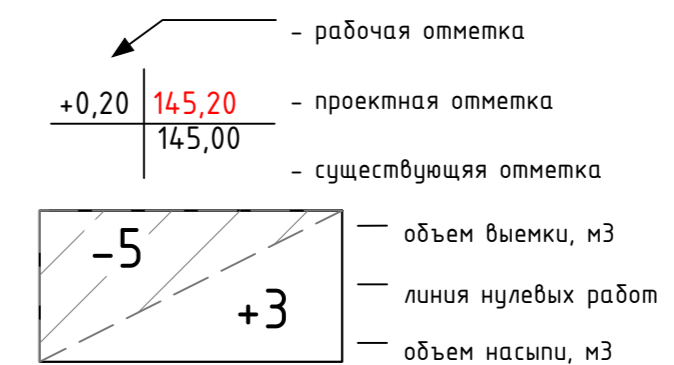 – рабочая отметка
+0,20 145,20 – проектная отметка
145,00
– существующяя отметка
-5 объем выемки, м3
линия нулевых работ
+3
объем насыпи, м3